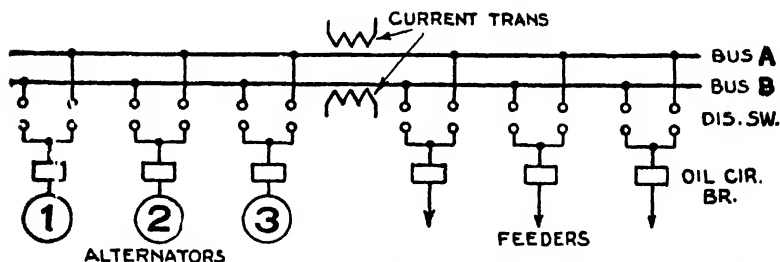 CURRENT TRANS
BUS A
BUS B
DIS. SW.
OIL CIR.
BR.
1 2 3
ALTERNATORS
FEEDERS